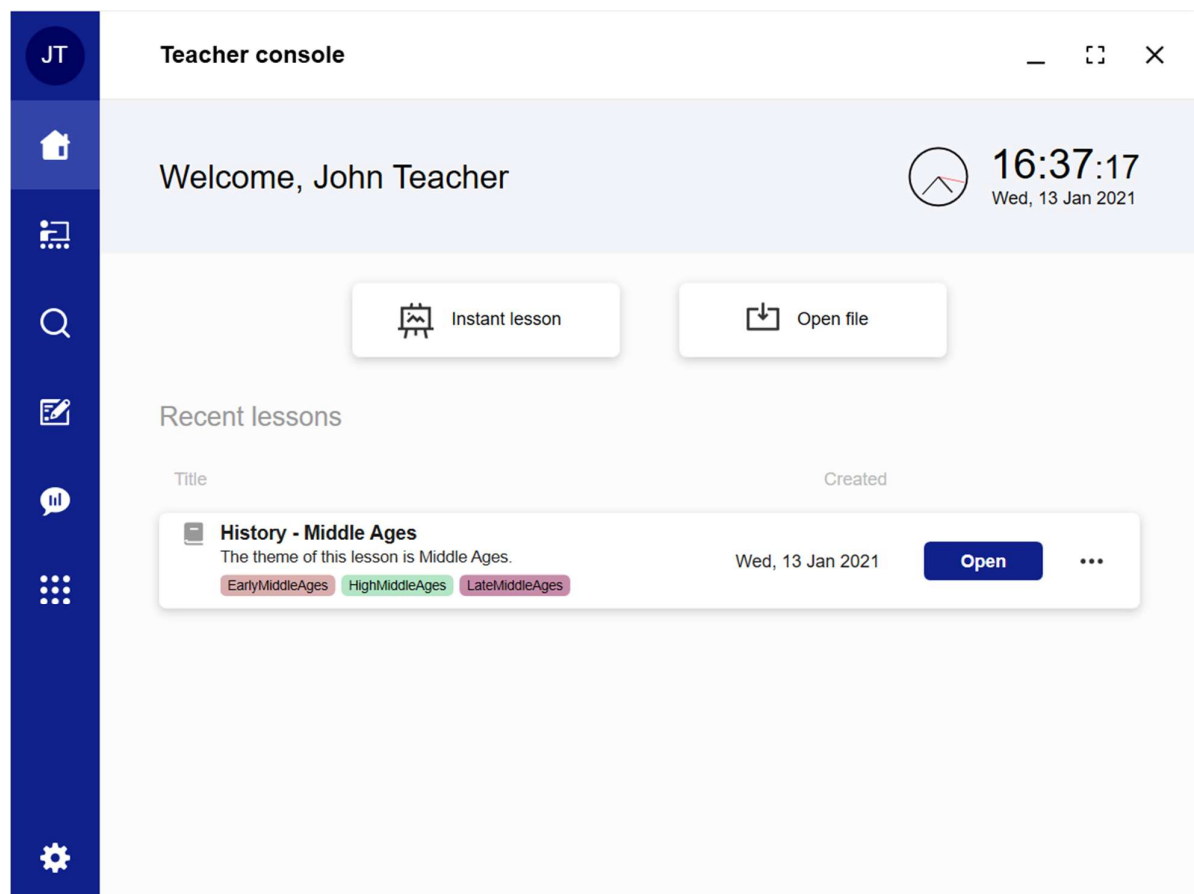 JT
Teacher console
Welcome, John Teacher
16:37:17
Wed, 13 Jan 2021
Instant lesson
Open file
Recent lessons
Title Created
History - Middle Ages
The theme of this lesson is Middle Ages.
EarlyMiddleAges HighMiddleAges LateMiddleAges
Wed, 13 Jan 2021
Open